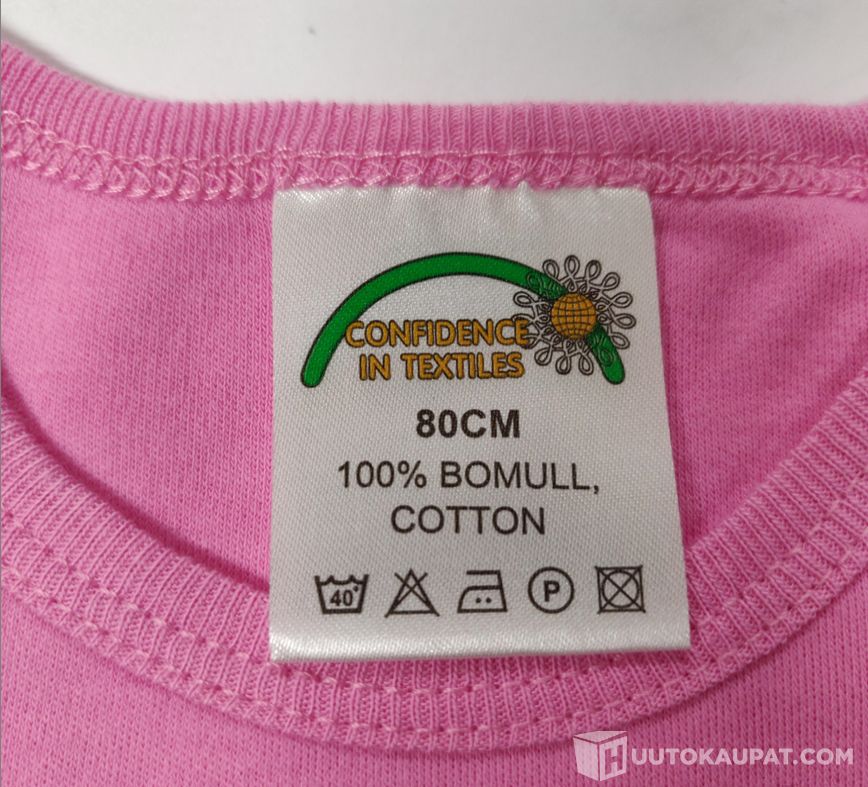 CONFIDENCE
IN TEXTILES
80CM
100% BOMULL,
COTTON
40°
P
HUUTOKAUPAT.COM